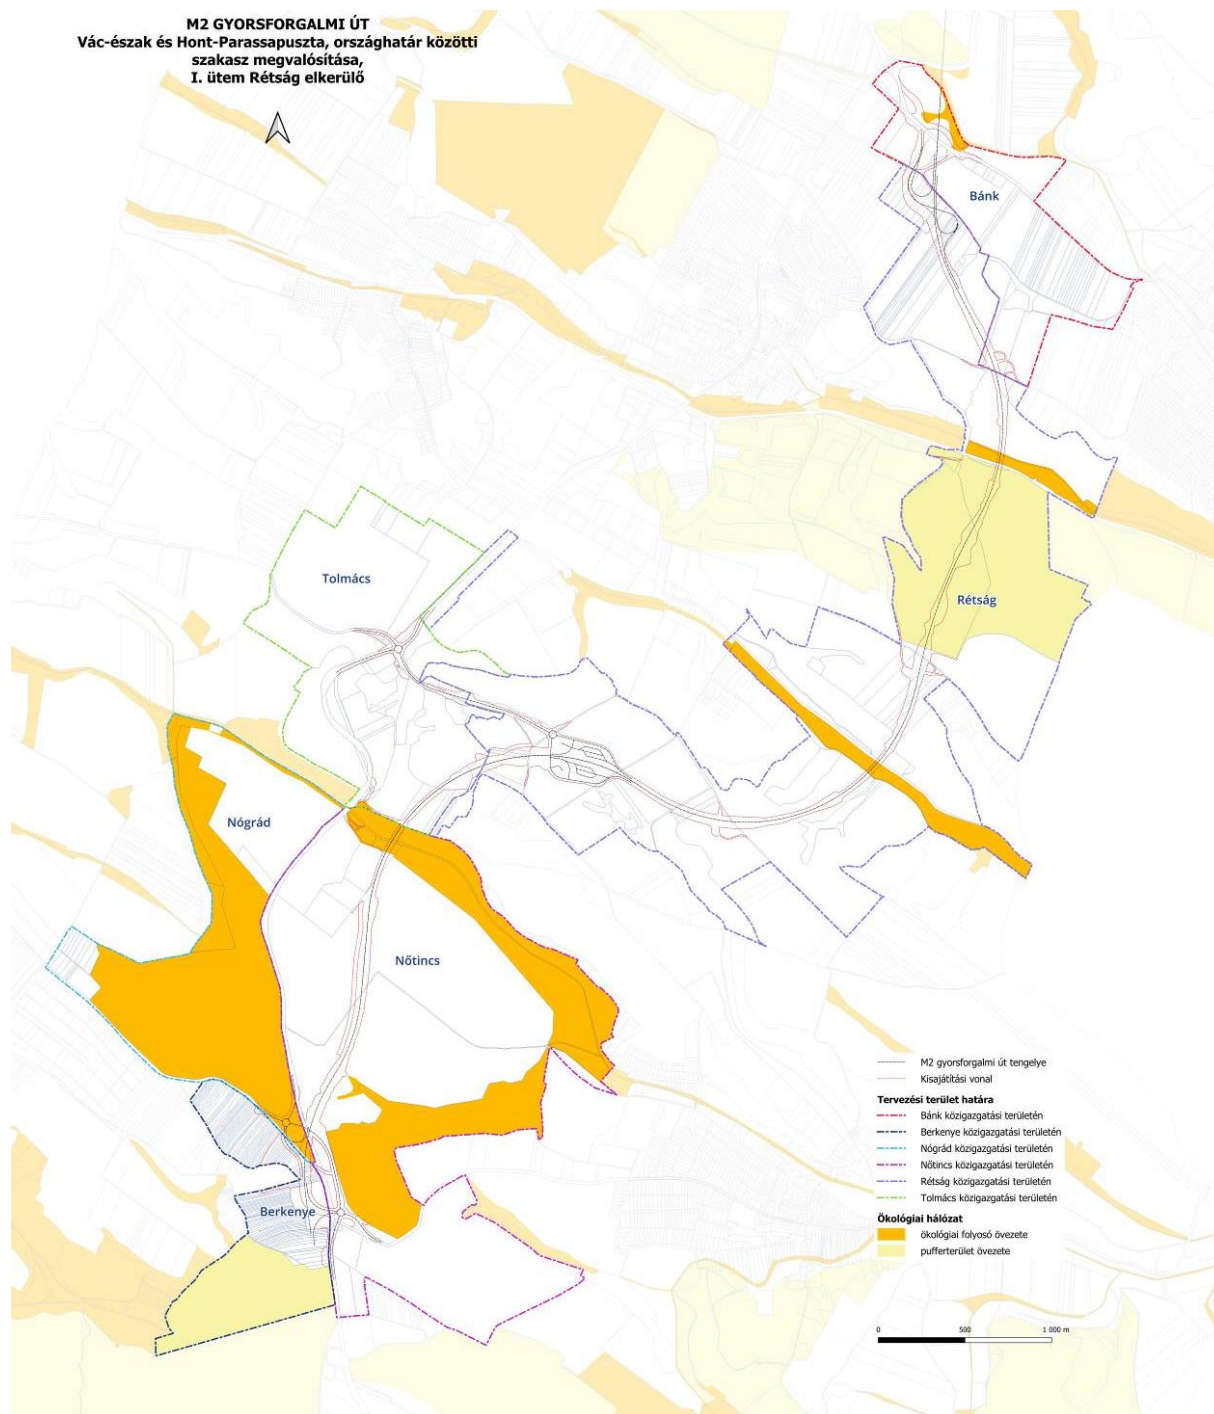 M2 GYORSFORGALMI ÚT
Vác-észak és Hont-Parassapuszta, országhatár közötti
szakasz megvalósítása,
I. ütem Rétság elkerülő
Bánk
Tolmács
Rétság
Nógrád
Nőtincs
Berkenye
M2 gyorsforgalmi út tengelye
Kisajátítási vonal
Tervezési terület határa
Bánk közigazgatási területén
Berkenye közigazgatási területén
Nógrád közigazgatási területén
Nőtincs közigazgatási területén
Rétság közigazgatási területén
Tolmács közigazgatási területén
Ökológiai hálózat
ökológiai folyosó övezete
pufferterület övezete
0 500 1 000 m